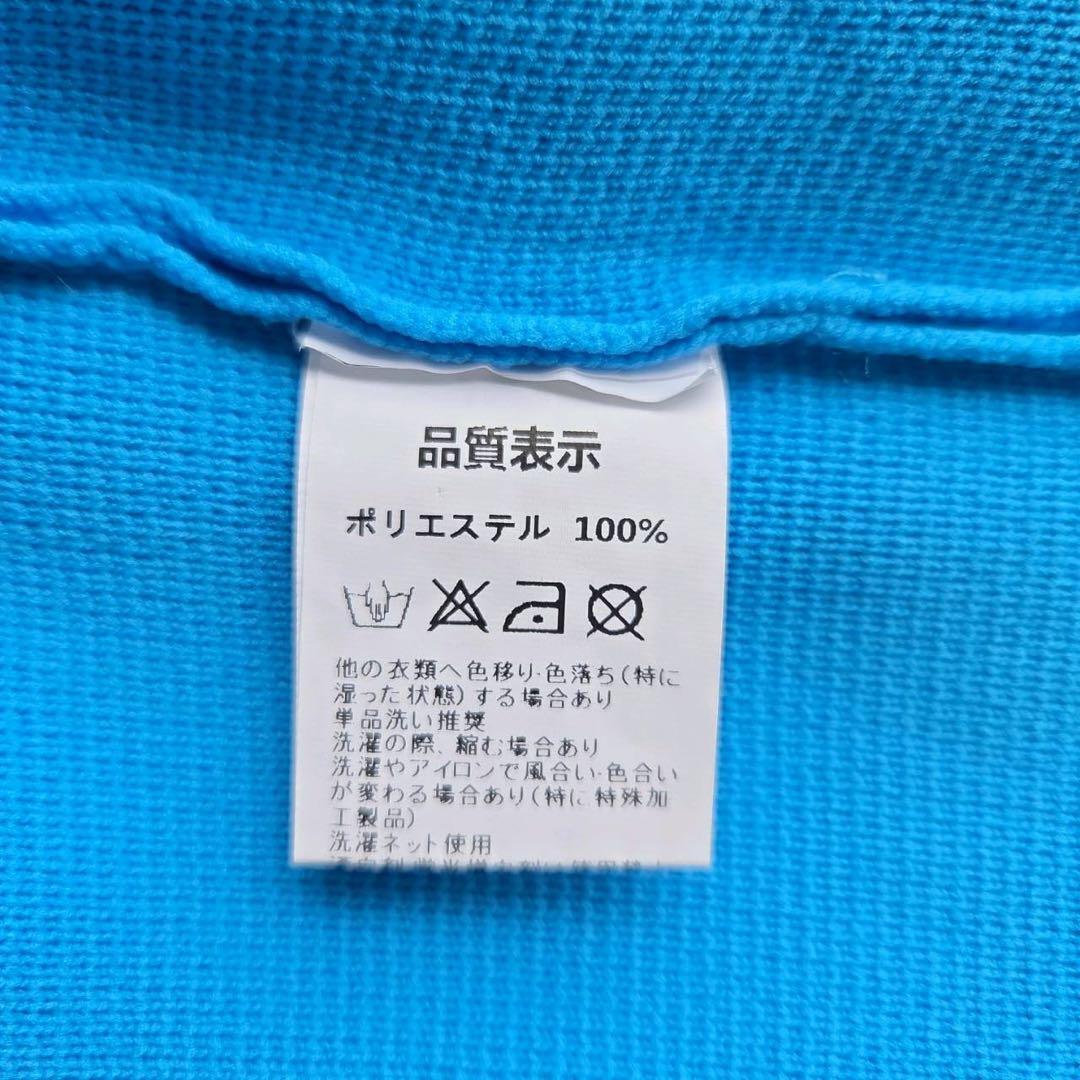 品質表示
ポリエステル 100%
他の衣類へ色移り·色落ち(特に
湿った状態)する場合あり
単品洗い推奨
洗濯の際、縮む場合あり
洗濯やアイロンで風合い·色合い
が変わる場合あり(特に特殊加
工製品)
洗濯ネット使用